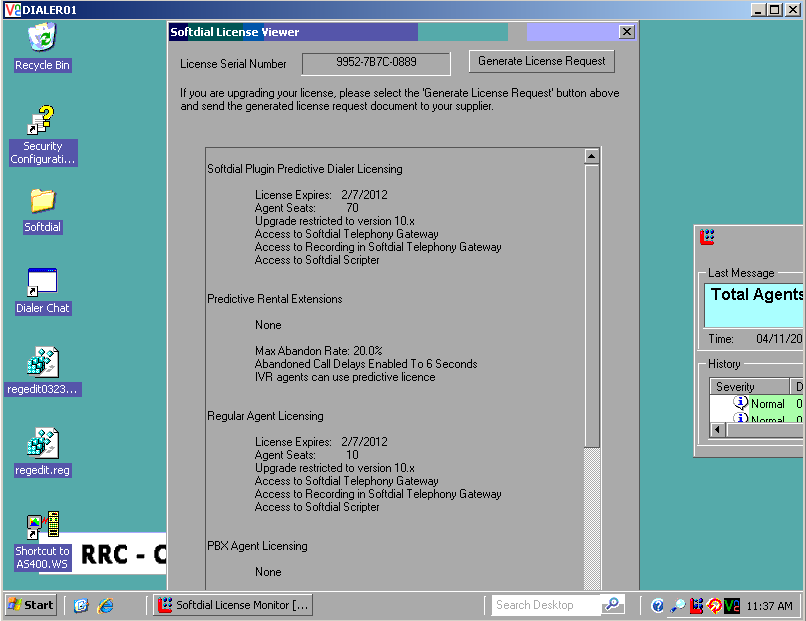 DIALER01
Recycle Bin
Security
Configurati...
Softdial
Dialer Chat
regedit0323...
regedit.reg
Shortcut to
AS400.WS
RRC - C
Softdial License Viewer
License Serial Number
9952-7B7C-0889
Generate License Request
If you are upgrading your license, please select the 'Generate License Request' button above
and send the generated license request document to your supplier.
Softdial Plugin Predictive Dialer Licensing
License Expires: 2/7/2012
Agent Seats: 70
Upgrade restricted to version 10.x
Access to Softdial Telephony Gateway
Access to Recording in Softdial Telephony Gateway
Access to Softdial Scripter
Predictive Rental Extensions
None
Max Abandon Rate: 20.0%
Abandoned Call Delays Enabled To 6 Seconds
IVR agents can use predictive licence
Regular Agent Licensing
License Expires: 2/7/2012
Agent Seats: 10
Upgrade restricted to version 10.x
Access to Softdial Telephony Gateway
Access to Recording in Softdial Telephony Gateway
Access to Softdial Scripter
PBX Agent Licensing
None
Last Message
Total Agents
Time: 04/11/20
History
Severity D
Normal 0
Normal 0
Start
Softdial License Monitor [...
Search Desktop
11:37 AM